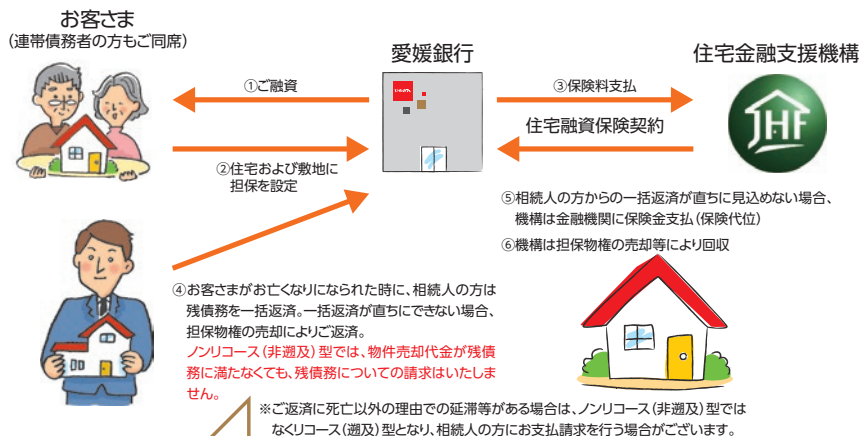 お客さま
(連帯債務者の方もご同席)
愛媛銀行
住宅金融支援機構
①ご融資
③保険料支払
住宅融資保険契約
JHF
②住宅および敷地に
担保を設定
⑤相続人の方からの一括返済が直ちに見込めない場合、
機構は金融機関に保険金支払(保険代位)
⑥機構は担保物権の売却等により回収
④お客さまがお亡くなりになられた時に、相続人の方は
残債務を一括返済。一括返済が直ちにできない場合、
担保物権の売却によりご返済。
ノンリコース(非遡及)型では、物件売却代金が残債
務に満たなくても、残債務についての請求はいたしま
せん。
※ご返済に死亡以外の理由での延滞等がある場合は、ノンリコース(非遡及)型では
なくリコース(遡及)型となり、相続人の方にお支払請求を行う場合がございます。